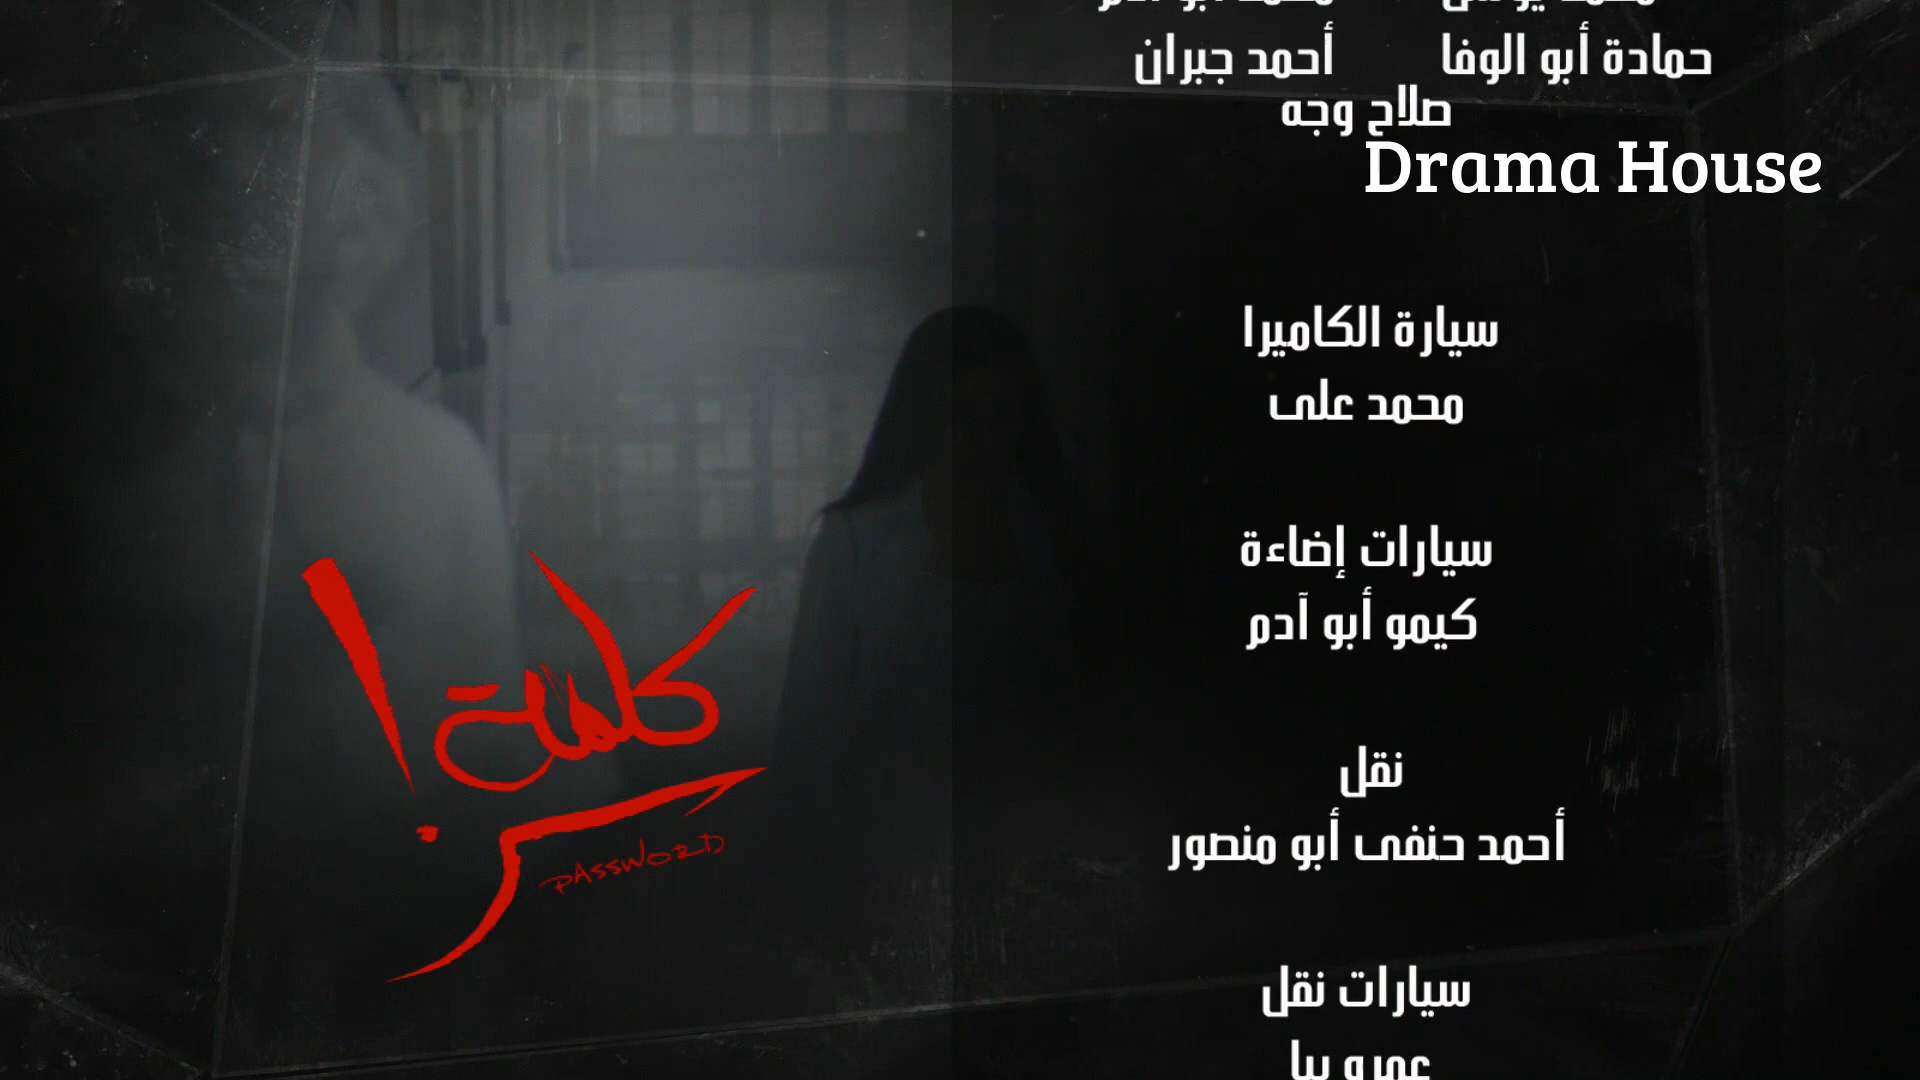 حمادة أبو الوفا أحمد جبران
صلاح وجه
Drama House
سيارة الكاميرا
محمد على
سيارات إضاءة
كيمو أبو آدم
نقل
أحمد حنفى أبو منصور
سيارات نقل
كلمة
سر
PASSWORD